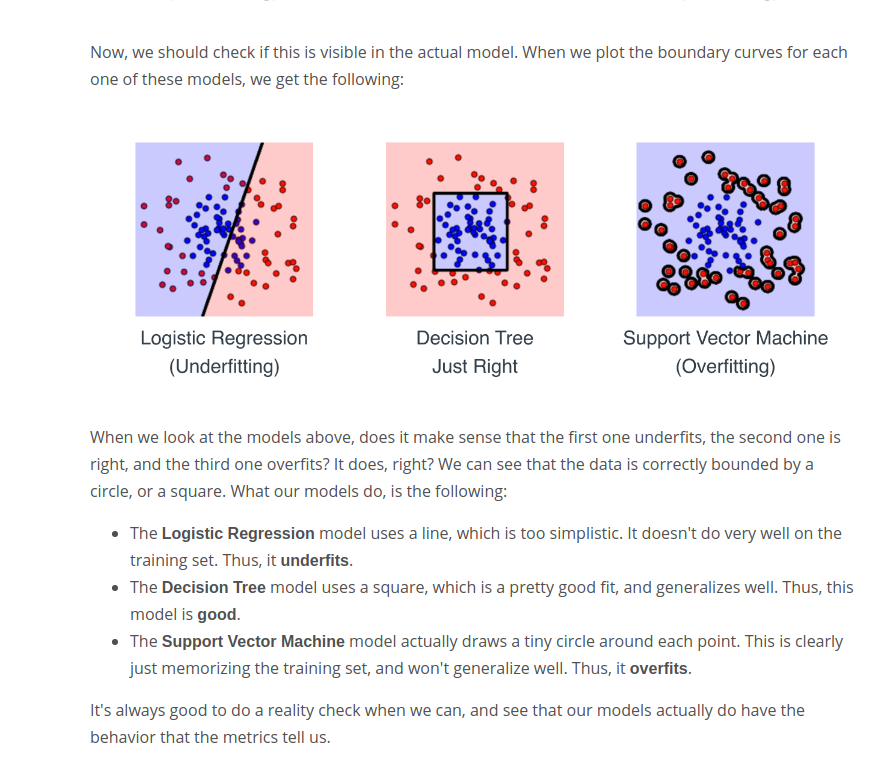 Now, we should check if this is visible in the actual model. When we plot the boundary curves for each
one of these models, we get the following:
Logistic Regression
(Underfitting)
Decision Tree
Just Right
Support Vector Machine
(Overfitting)
When we look at the models above, does it make sense that the first one underfits, the second one is
right, and the third one overfits? It does, right? We can see that the data is correctly bounded by a
circle, or a square. What our models do, is the following:
• The Logistic Regression model uses a line, which is too simplistic. It doesn't do very well on the
training set. Thus, it underfits.
• The Decision Tree model uses a square, which is a pretty good fit, and generalizes well. Thus, this
model is good.
• The Support Vector Machine model actually draws a tiny circle around each point. This is clearly
just memorizing the training set, and won't generalize well. Thus, it overfits.
It's always good to do a reality check when we can, and see that our models actually do have the
behavior that the metrics tell us.